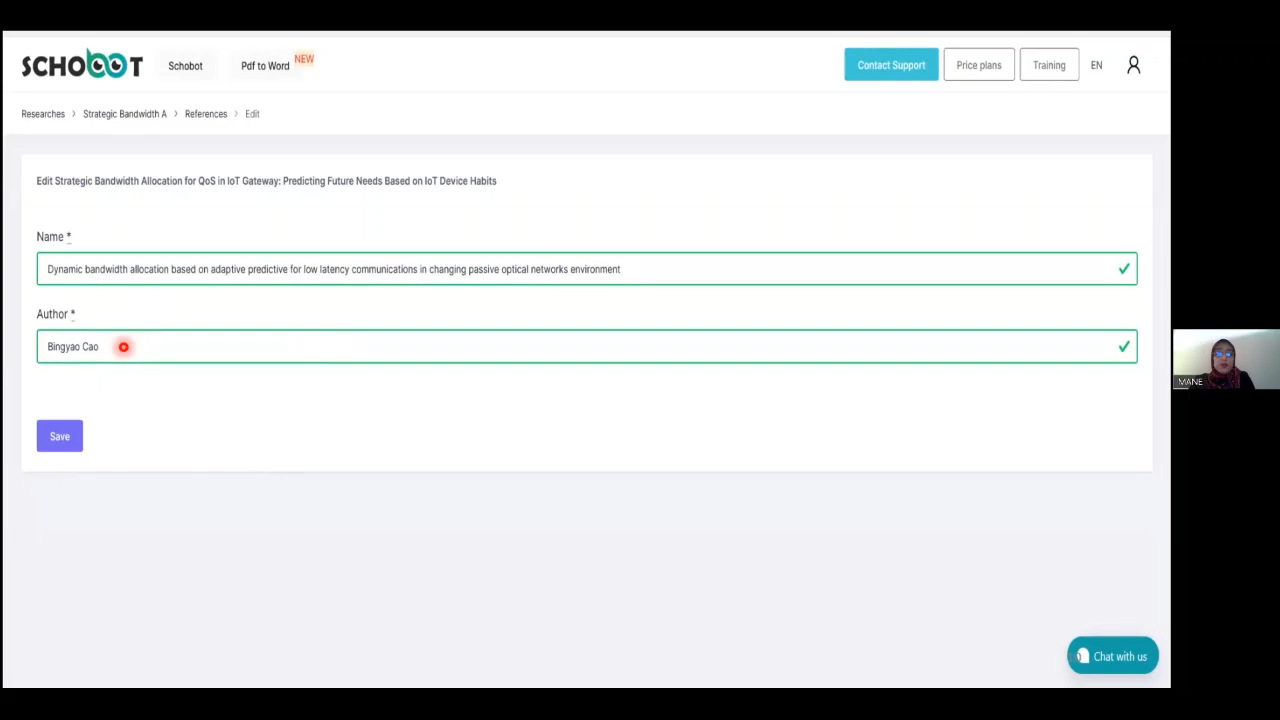 SCHOBOT
Schobot
Pdf to Word NEW
Contact Support
Price plans
Training
EN
Researches > Strategic Bandwidth A > References > Edit
Edit Strategic Bandwidth Allocation for QoS in IoT Gateway: Predicting Future Needs Based on IoT Device Habits
Name *
Dynamic bandwidth allocation based on adaptive predictive for low latency communications in changing passive optical networks environment
Author *
Bingyao Cao
Save
MANE
Chat with us